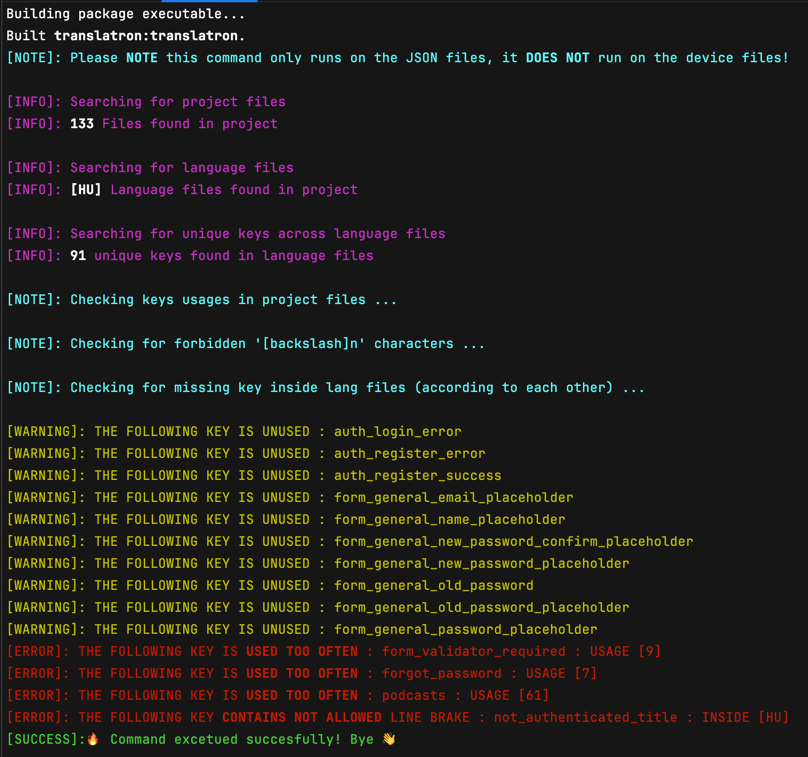 Building package executable...
Built translatron:translatron.
[NOTE]: Please NOTE this command only runs on the JSON files, it DOES NOT run on the device files!
[INFO]: Searching for project files
[INFO]: 133 Files found in project
[INFO]: Searching for language files
[INFO]: [HU] Language files found in project
[INFO]: Searching for unique keys across language files
[INFO]: 91 unique keys found in language files
[NOTE]: Checking keys usages in project files ...
[NOTE]: Checking for forbidden '[backslash]n' characters ...
[NOTE]: Checking for missing key inside lang files (according to each other) ...
[WARNING]: THE FOLLOWING KEY IS UNUSED : auth_login_error
[WARNING]: THE FOLLOWING KEY IS UNUSED : auth_register_error
[WARNING]: THE FOLLOWING KEY IS UNUSED : auth_register_success
[WARNING]: THE FOLLOWING KEY IS UNUSED : form_general_email_placeholder
[WARNING]: THE FOLLOWING KEY IS UNUSED : form_general_name_placeholder
[WARNING]: THE FOLLOWING KEY IS UNUSED : form_general_new_password_confirm_placeholder
[WARNING]: THE FOLLOWING KEY IS UNUSED : form_general_new_password_placeholder
[WARNING]: THE FOLLOWING KEY IS UNUSED : form_general_old_password
[WARNING]: THE FOLLOWING KEY IS UNUSED : form_general_old_password_placeholder
[WARNING]: THE FOLLOWING KEY IS UNUSED : form_general_password_placeholder
[ERROR]: THE FOLLOWING KEY IS USED TOO OFTEN : form_validator_required : USAGE [9]
[ERROR]: THE FOLLOWING KEY IS USED TOO OFTEN : forgot_password : USAGE [7]
[ERROR]: THE FOLLOWING KEY IS USED TOO OFTEN : podcasts : USAGE [61]
[ERROR]: THE FOLLOWING KEY CONTAINS NOT ALLOWED LINE BRAKE : not_authenticated_title : INSIDE [HU]
[SUCCESS]:🔥 Command excetued succesfully! Bye 👋